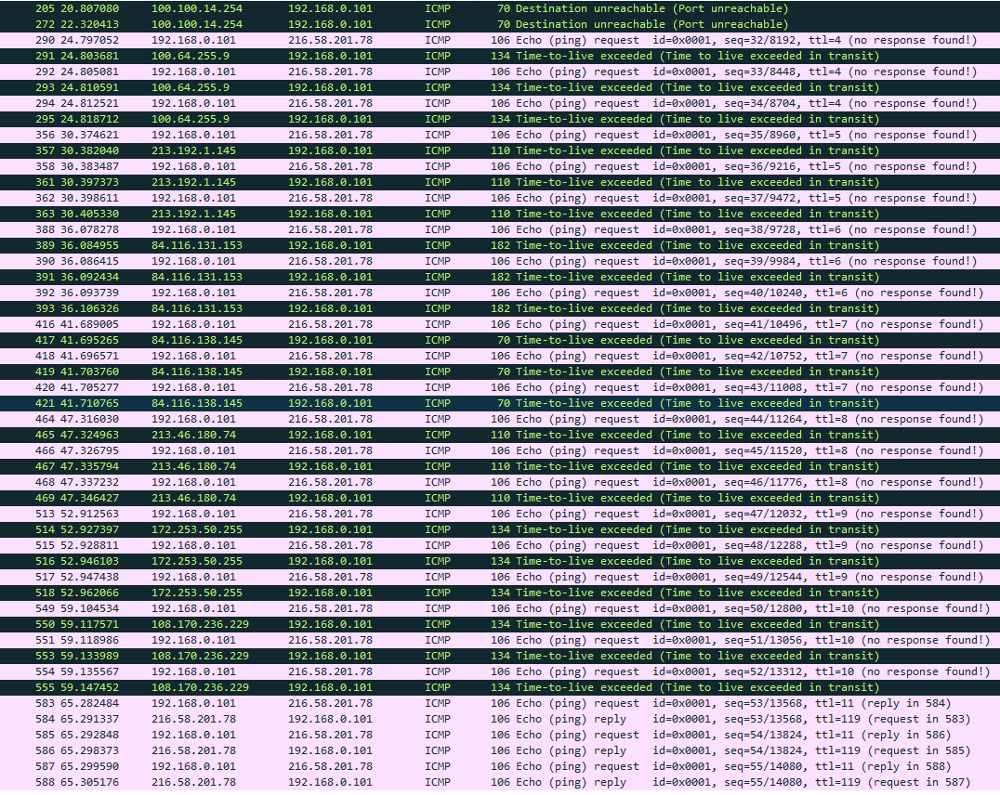 205 20.807080 100.100.14.254 192.168.0.101 ICMP 70 Destination unreachable (Port unreachable)
272 22.320413 100.100.14.254 192.168.0.101 ICMP 70 Destination unreachable (Port unreachable)
290 24.797052 192.168.0.101 216.58.201.78 ICMP 106 Echo (ping) request id=0x0001, seq=32/8192, ttl=4 (no response found!)
291 24.803681 100.64.255.9 192.168.0.101 ICMP 134 Time-to-live exceeded (Time to live exceeded in transit)
292 24.805081 192.168.0.101 216.58.201.78 ICMP 106 Echo (ping) request id=0x0001, seq=33/8448, ttl=4 (no response found!)
293 24.810591 100.64.255.9 192.168.0.101 ICMP 134 Time-to-live exceeded (Time to live exceeded in transit)
294 24.812521 192.168.0.101 216.58.201.78 ICMP 106 Echo (ping) request id=0x0001, seq=34/8704, ttl=4 (no response found!)
295 24.818712 100.64.255.9 192.168.0.101 ICMP 134 Time-to-live exceeded (Time to live exceeded in transit)
356 30.374621 192.168.0.101 216.58.201.78 ICMP 106 Echo (ping) request id=0x0001, seq=35/8960, ttl=5 (no response found!)
357 30.382040 213.192.1.145 192.168.0.101 ICMP 110 Time-to-live exceeded (Time to live exceeded in transit)
358 30.383487 192.168.0.101 216.58.201.78 ICMP 106 Echo (ping) request id=0x0001, seq=36/9216, ttl=5 (no response found!)
361 30.397373 213.192.1.145 192.168.0.101 ICMP 110 Time-to-live exceeded (Time to live exceeded in transit)
362 30.398611 192.168.0.101 216.58.201.78 ICMP 106 Echo (ping) request id=0x0001, seq=37/9472, ttl=5 (no response found!)
363 30.405330 213.192.1.145 192.168.0.101 ICMP 110 Time-to-live exceeded (Time to live exceeded in transit)
388 36.078278 192.168.0.101 216.58.201.78 ICMP 106 Echo (ping) request id=0x0001, seq=38/9728, ttl=6 (no response found!)
389 36.084955 84.116.131.153 192.168.0.101 ICMP 182 Time-to-live exceeded (Time to live exceeded in transit)
390 36.086415 192.168.0.101 216.58.201.78 ICMP 106 Echo (ping) request id=0x0001, seq=39/9984, ttl=6 (no response found!)
391 36.092434 84.116.131.153 192.168.0.101 ICMP 182 Time-to-live exceeded (Time to live exceeded in transit)
392 36.093739 192.168.0.101 216.58.201.78 ICMP 106 Echo (ping) request id=0x0001, seq=40/10240, ttl=6 (no response found!)
393 36.106326 84.116.131.153 192.168.0.101 ICMP 182 Time-to-live exceeded (Time to live exceeded in transit)
416 41.689005 192.168.0.101 216.58.201.78 ICMP 106 Echo (ping) request id=0x0001, seq=41/10496, ttl=7 (no response found!)
417 41.695265 84.116.138.145 192.168.0.101 ICMP 70 Time-to-live exceeded (Time to live exceeded in transit)
418 41.696571 192.168.0.101 216.58.201.78 ICMP 106 Echo (ping) request id=0x0001, seq=42/10752, ttl=7 (no response found!)
419 41.703760 84.116.138.145 192.168.0.101 ICMP 70 Time-to-live exceeded (Time to live exceeded in transit)
420 41.705277 192.168.0.101 216.58.201.78 ICMP 106 Echo (ping) request id=0x0001, seq=43/11008, ttl=7 (no response found!)
421 41.710765 84.116.138.145 192.168.0.101 ICMP 70 Time-to-live exceeded (Time to live exceeded in transit)
464 47.316030 192.168.0.101 216.58.201.78 ICMP 106 Echo (ping) request id=0x0001, seq=44/11264, ttl=8 (no response found!)
465 47.324963 213.46.180.74 192.168.0.101 ICMP 110 Time-to-live exceeded (Time to live exceeded in transit)
466 47.326795 192.168.0.101 216.58.201.78 ICMP 106 Echo (ping) request id=0x0001, seq=45/11520, ttl=8 (no response found!)
467 47.335794 213.46.180.74 192.168.0.101 ICMP 110 Time-to-live exceeded (Time to live exceeded in transit)
468 47.337232 192.168.0.101 216.58.201.78 ICMP 106 Echo (ping) request id=0x0001, seq=46/11776, ttl=8 (no response found!)
469 47.346427 213.46.180.74 192.168.0.101 ICMP 110 Time-to-live exceeded (Time to live exceeded in transit)
513 52.912563 192.168.0.101 216.58.201.78 ICMP 106 Echo (ping) request id=0x0001, seq=47/12032, ttl=9 (no response found!)
514 52.927397 172.253.50.255 192.168.0.101 ICMP 134 Time-to-live exceeded (Time to live exceeded in transit)
515 52.928811 192.168.0.101 216.58.201.78 ICMP 106 Echo (ping) request id=0x0001, seq=48/12288, ttl=9 (no response found!)
516 52.946103 172.253.50.255 192.168.0.101 ICMP 134 Time-to-live exceeded (Time to live exceeded in transit)
517 52.947438 192.168.0.101 216.58.201.78 ICMP 106 Echo (ping) request id=0x0001, seq=49/12544, ttl=9 (no response found!)
518 52.962066 172.253.50.255 192.168.0.101 ICMP 134 Time-to-live exceeded (Time to live exceeded in transit)
549 59.104534 192.168.0.101 216.58.201.78 ICMP 106 Echo (ping) request id=0x0001, seq=50/12800, ttl=10 (no response found!)
550 59.117571 108.170.236.229 192.168.0.101 ICMP 134 Time-to-live exceeded (Time to live exceeded in transit)
551 59.118986 192.168.0.101 216.58.201.78 ICMP 106 Echo (ping) request id=0x0001, seq=51/13056, ttl=10 (no response found!)
553 59.133989 108.170.236.229 192.168.0.101 ICMP 134 Time-to-live exceeded (Time to live exceeded in transit)
554 59.135567 192.168.0.101 216.58.201.78 ICMP 106 Echo (ping) request id=0x0001, seq=52/13312, ttl=10 (no response found!)
555 59.147452 108.170.236.229 192.168.0.101 ICMP 134 Time-to-live exceeded (Time to live exceeded in transit)
583 65.282484 192.168.0.101 216.58.201.78 ICMP 106 Echo (ping) request id=0x0001, seq=53/13568, ttl=11 (reply in 584)
584 65.291337 216.58.201.78 192.168.0.101 ICMP 106 Echo (ping) reply id=0x0001, seq=53/13568, ttl=119 (request in 583)
585 65.292848 192.168.0.101 216.58.201.78 ICMP 106 Echo (ping) request id=0x0001, seq=54/13824, ttl=11 (reply in 586)
586 65.298373 216.58.201.78 192.168.0.101 ICMP 106 Echo (ping) reply id=0x0001, seq=54/13824, ttl=119 (request in 585)
587 65.299590 192.168.0.101 216.58.201.78 ICMP 106 Echo (ping) request id=0x0001, seq=55/14080, ttl=11 (reply in 588)
588 65.305176 216.58.201.78 192.168.0.101 ICMP 106 Echo (ping) reply id=0x0001, seq=55/14080, ttl=119 (request in 587)